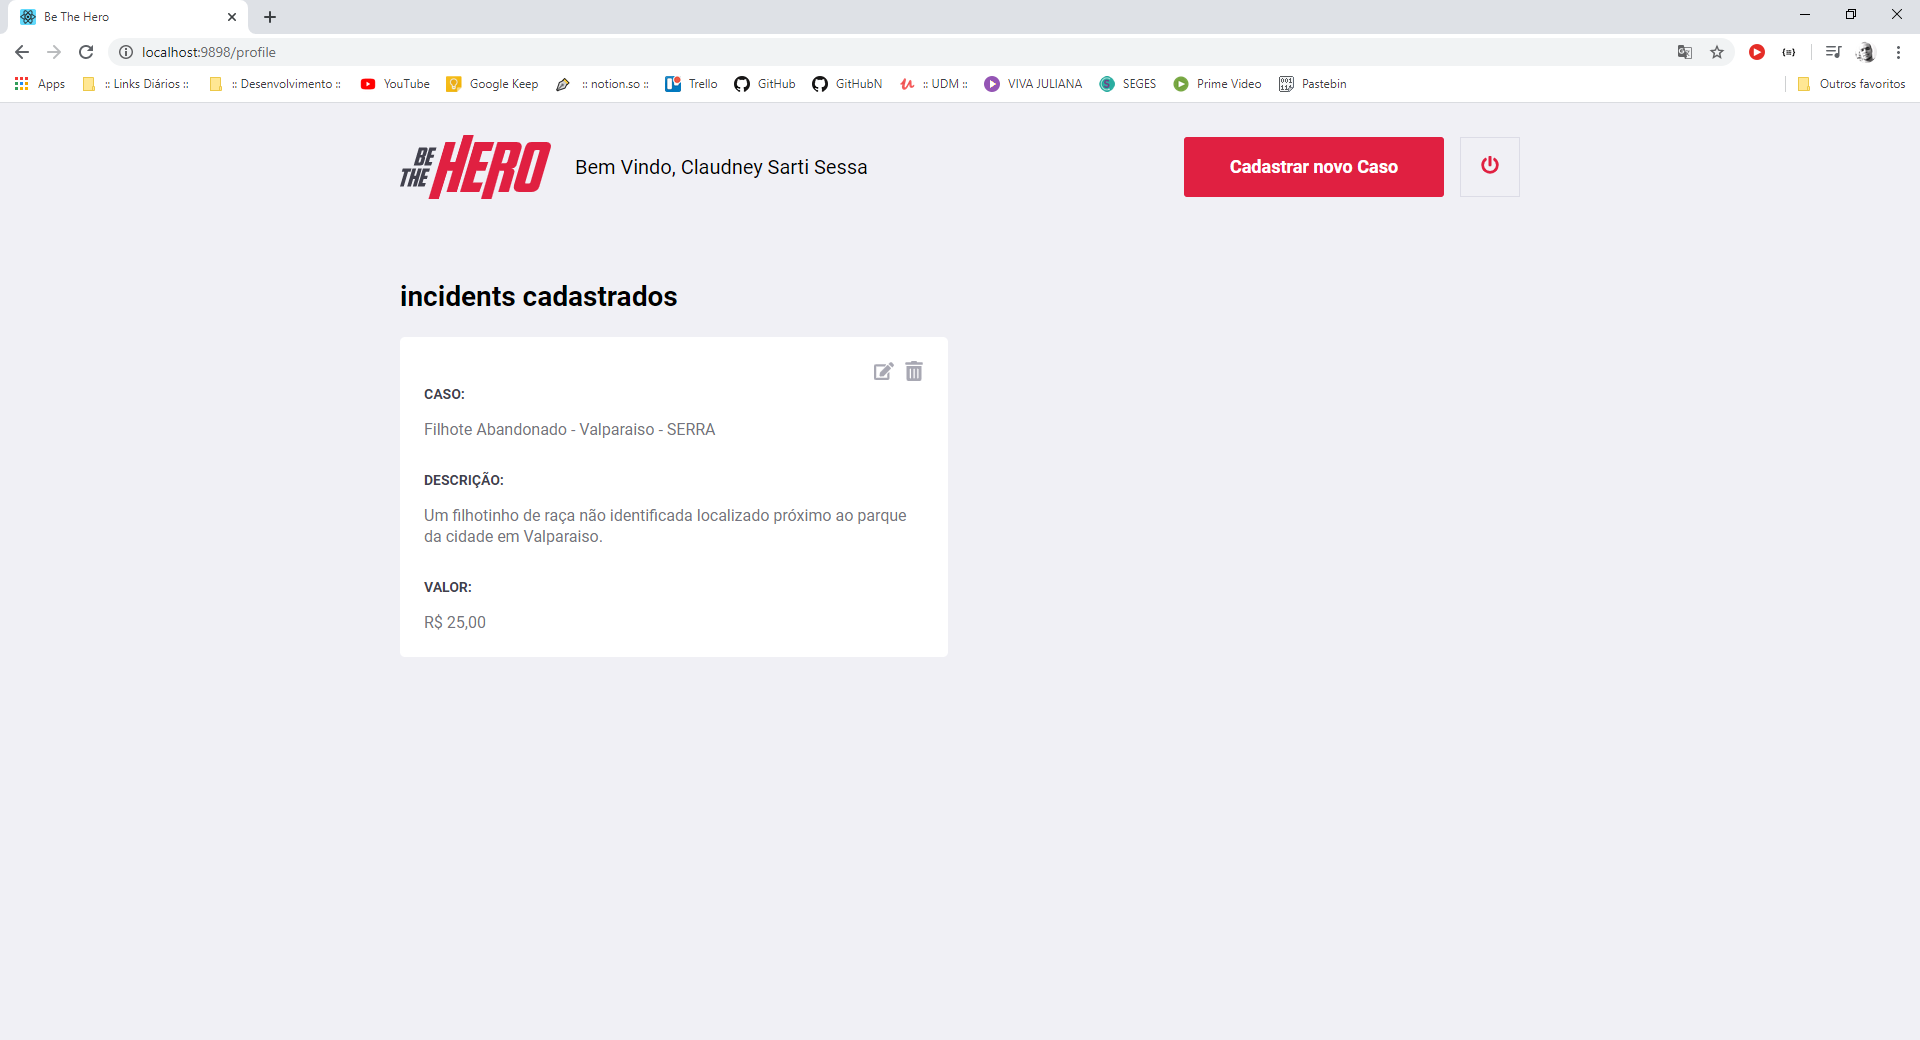 Be The Hero
localhost:9898/profile
Apps :: Links Diários :: :: Desenvolvimento :: YouTube Google Keep :: notion.so :: Trello GitHub GitHubN :: UDM :: VIVA JULIANA SEGES Prime Video Pastebin Outros favoritos
BE THE HERO
Bem Vindo, Claudney Sarti Sessa
Cadastrar novo Caso
incidents cadastrados
CASO:
Filhote Abandonado - Valparaiso - SERRA
DESCRIÇÃO:
Um filhotinho de raça não identificada localizado próximo ao parque
da cidade em Valparaiso.
VALOR:
R$ 25,00